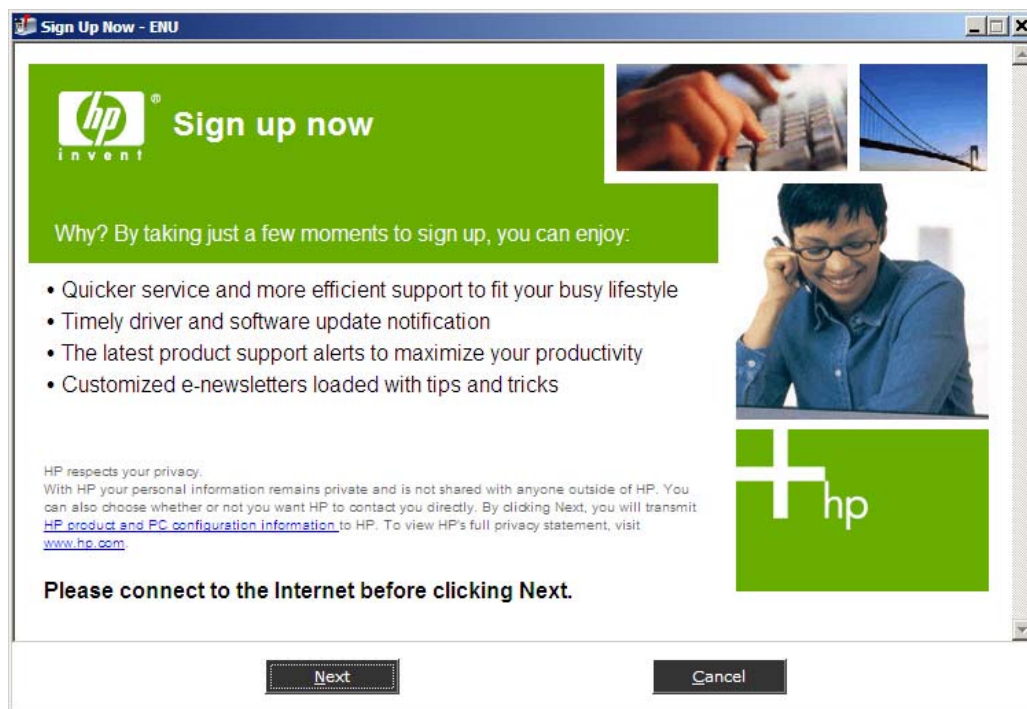 Sign Up Now - ENU
hp
®
invent
Sign up now
Why? By taking just a few moments to sign up, you can enjoy:
• Quicker service and more efficient support to fit your busy lifestyle
• Timely driver and software update notification
• The latest product support alerts to maximize your productivity
• Customized e-newsletters loaded with tips and tricks
HP respects your privacy.
With HP your personal information remains private and is not shared with anyone outside of HP. You
can also choose whether or not you want HP to contact you directly. By clicking Next, you will transmit
HP product and PC configuration information to HP. To view HP's full privacy statement, visit
www.hp.com.
+hp
Please connect to the Internet before clicking Next.
Next
Cancel